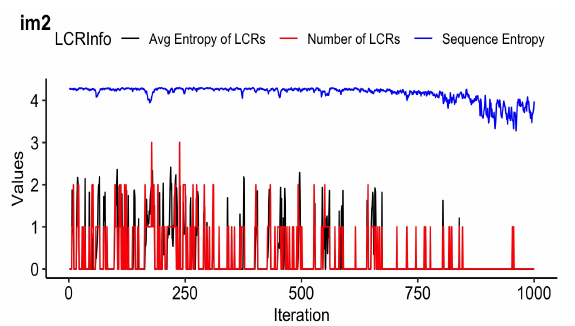 im2
LCRInfo Avg Entropy of LCRs Number of LCRs Sequence Entropy
4
3
2
1
0
Values
0 250 500 750 1000
Iteration